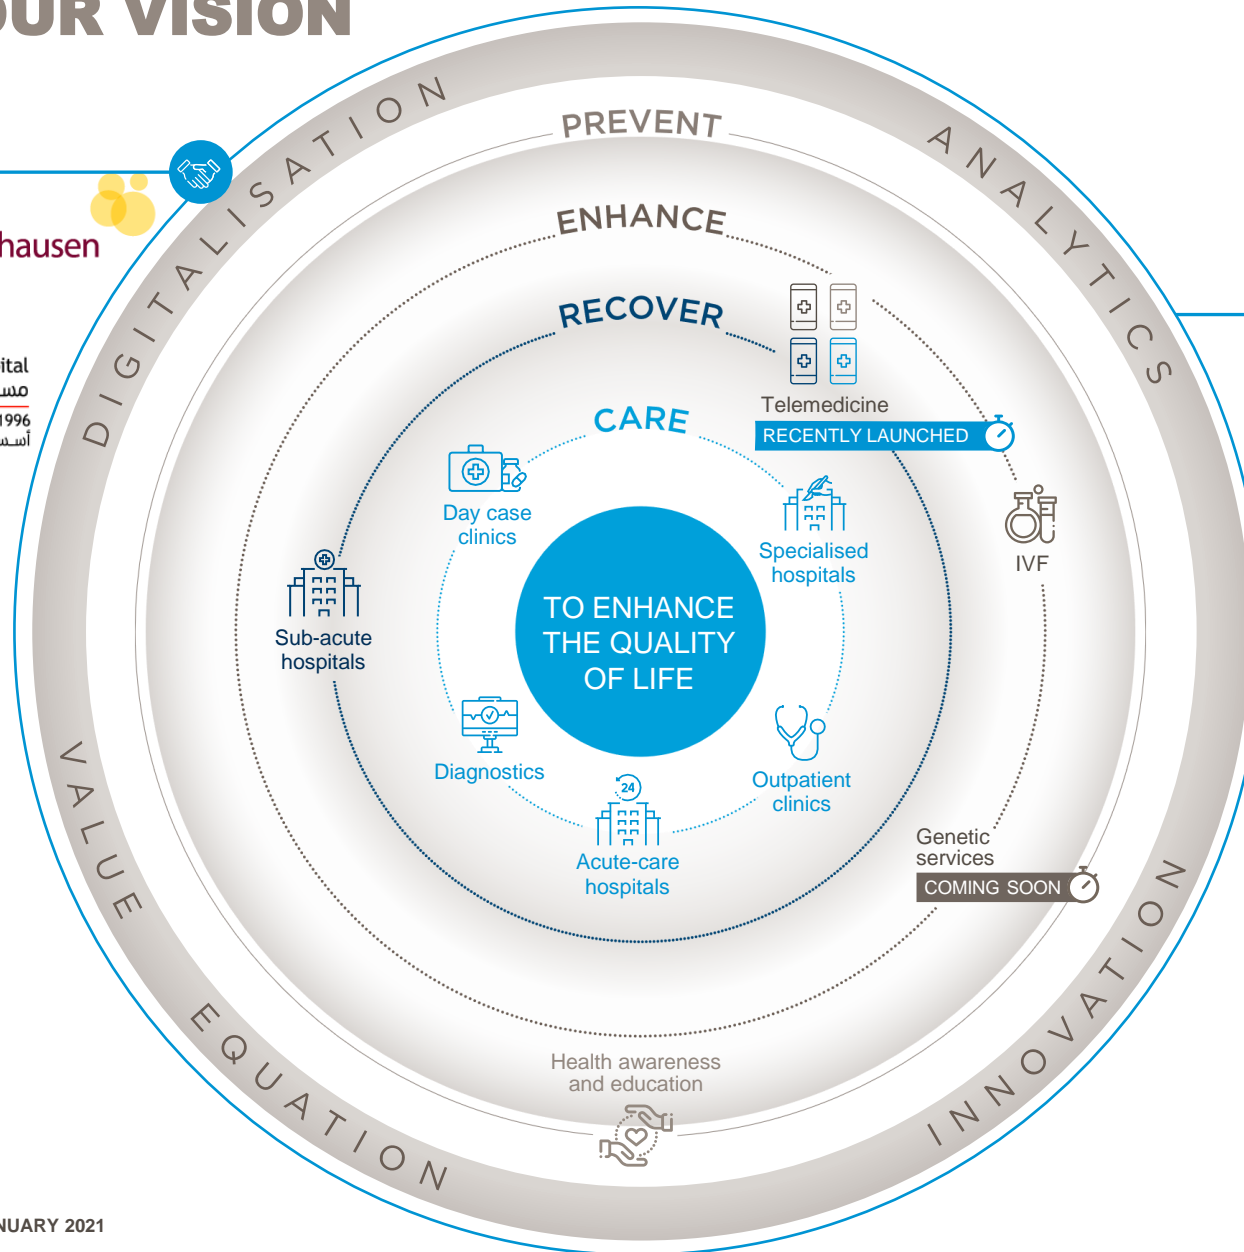 OUR VISION
DIGITALISATION
ANALYTICS
PREVENT
ENHANCE
RECOVER
CARE
hausen
ital
1996
Telemedicine
RECENTLY LAUNCHED
Day case
clinics
Specialised
hospitals
IVF
Sub-acute
hospitals
TO ENHANCE
THE QUALITY
OF LIFE
Diagnostics
Outpatient
clinics
24
Acute-care
hospitals
Genetic
services
COMING SOON
VALUE EQUATION
INNOVATION
Health awareness
and education
NUARY 2021